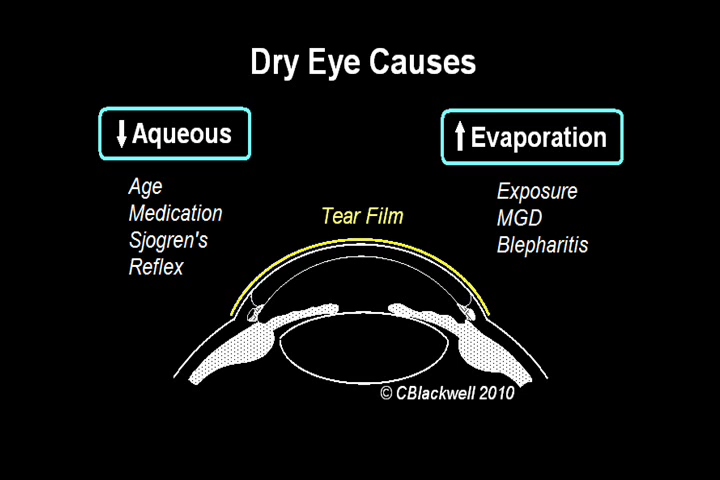 Dry Eye Causes
↓ Aqueous
Age
Medication
Sjogren's
Reflex
↑ Evaporation
Exposure
MGD
Blepharitis
Tear Film
© CBlackwell 2010